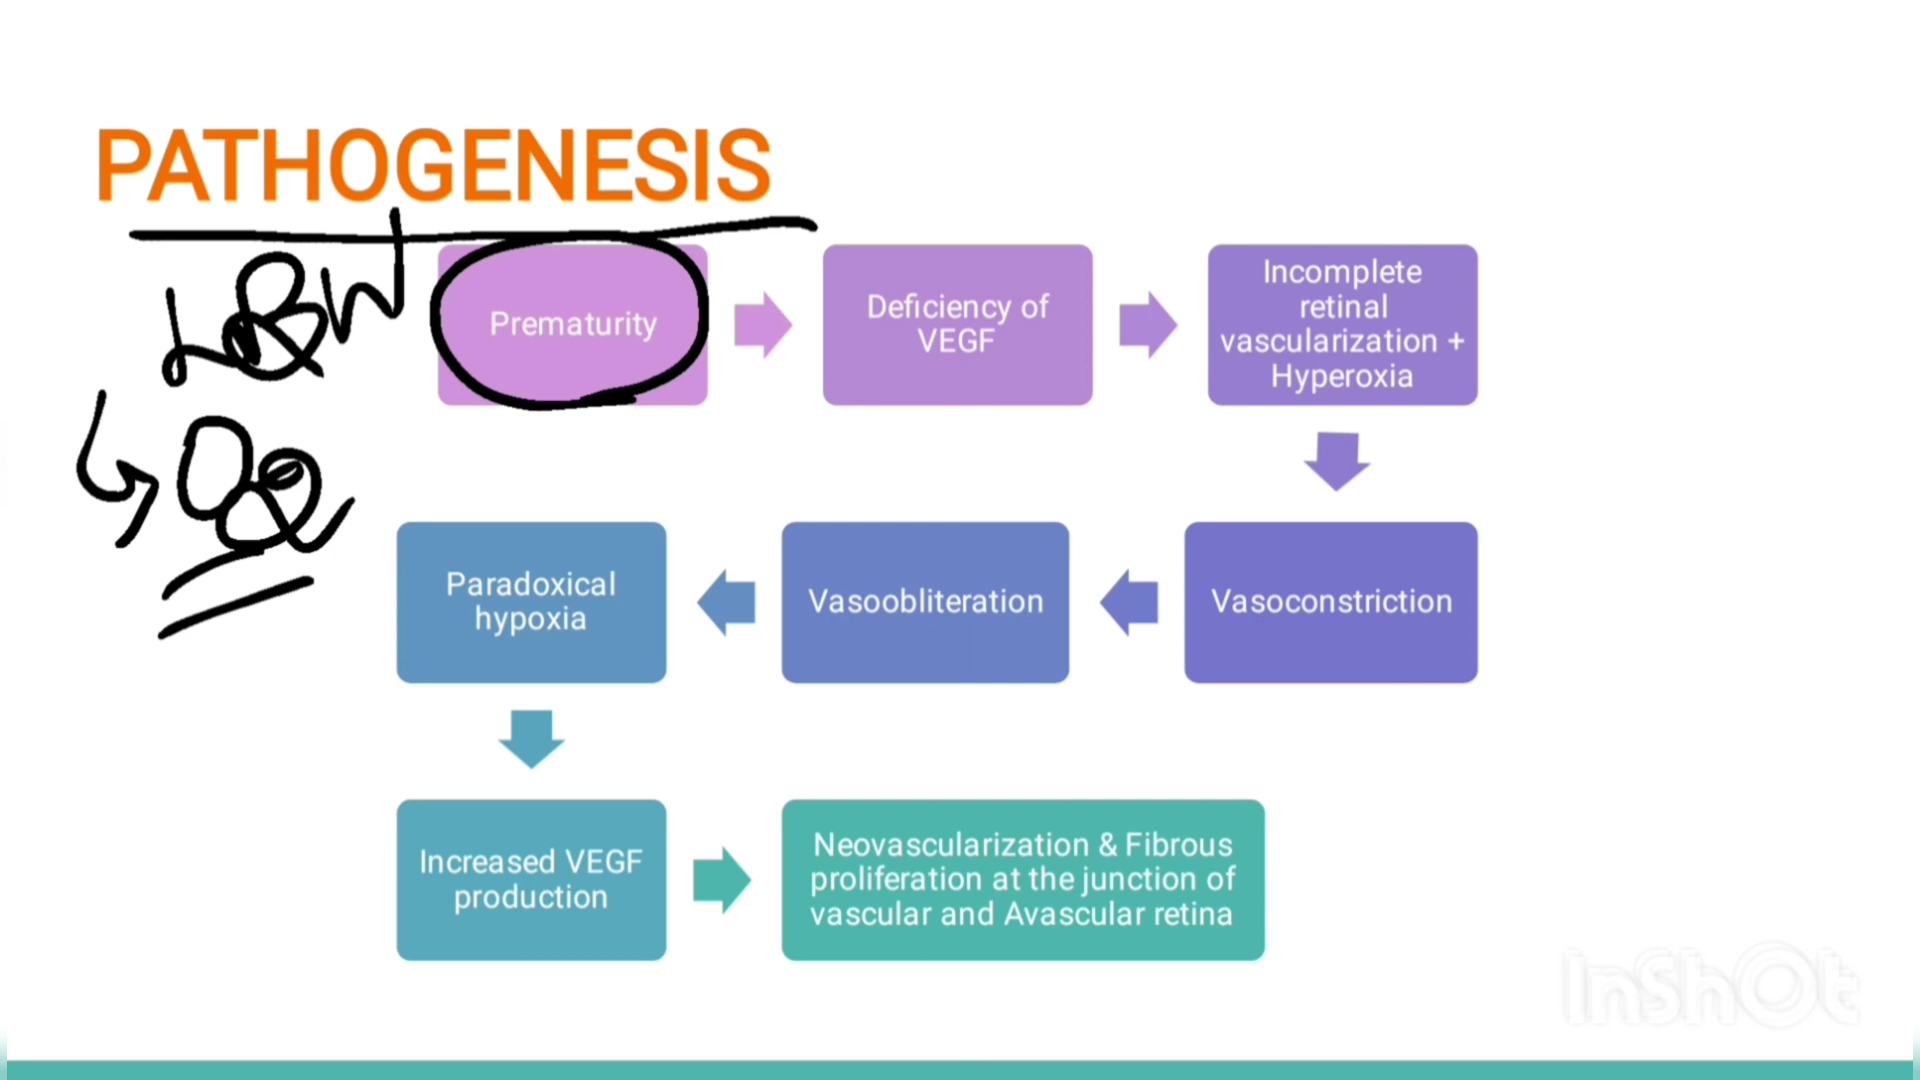 PATHOGENESIS
LBW
O2
Prematurity
Deficiency of
VEGF
Incomplete
retinal
vascularization +
Hyperoxia
Vasoconstriction
Vasoobliteration
Paradoxical
hypoxia
Increased VEGF
production
Neovascularization & Fibrous
proliferation at the junction of
vascular and Avascular retina
InShOt